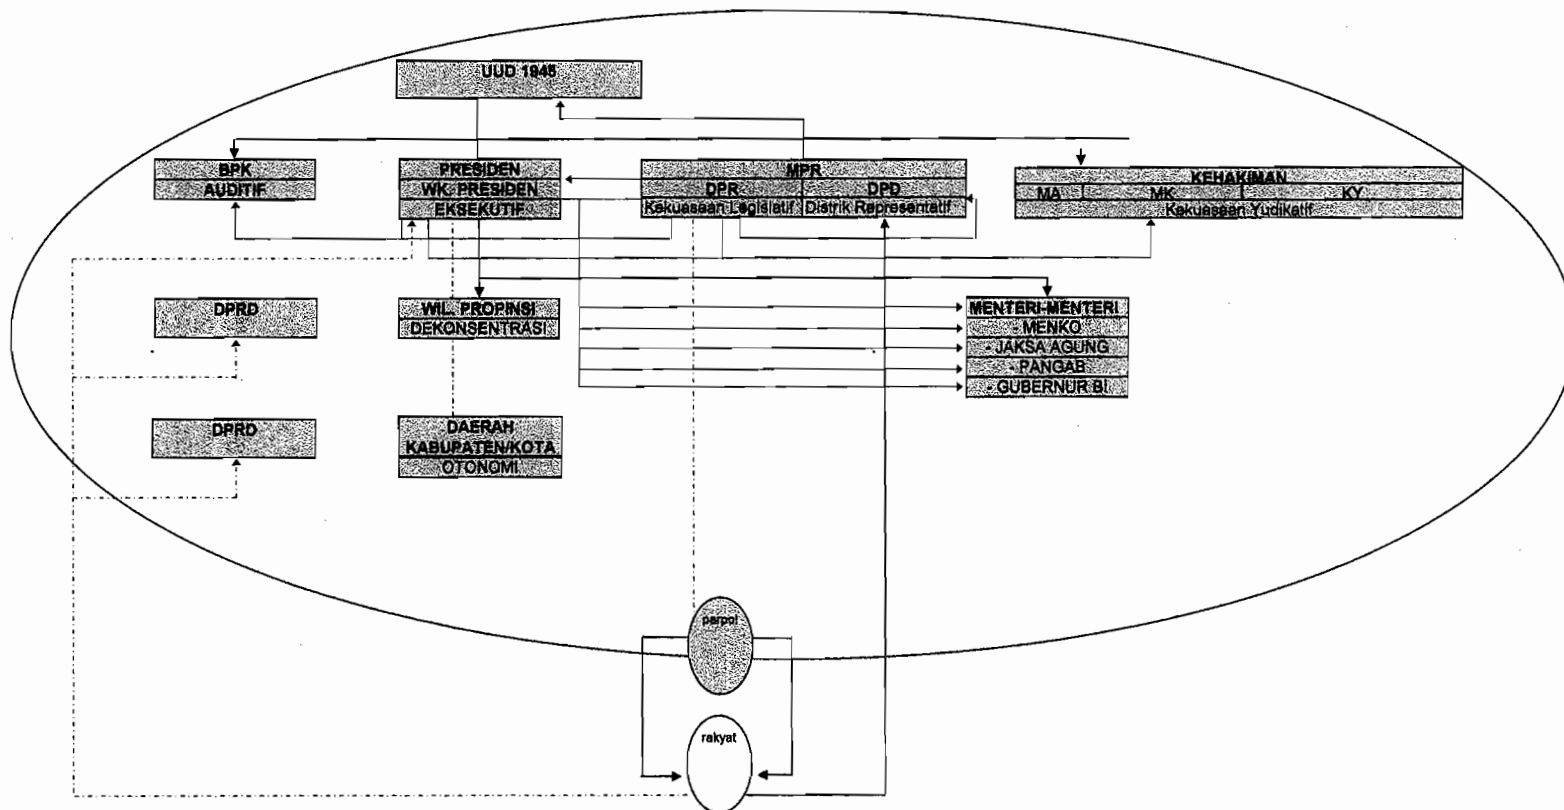 UUD 1945
BPK
AUDITIF
PRESIDEN
WK. PRESIDEN
EKSEKUTIF
MPR
DPR DPD
Kekuasaan Legislatif Distrik Representatif
KEHAKIMAN
MA MK KY
Kekuasaan Yudikatif
DPRD
WIL. PROPINSI
DEKONSENTRASI
MENTERI-MENTERI
- MENKO
- JAKSA AGUNG
- PANGAB
- GUBERNUR BI
DPRD
DAERAH
KABUPATEN/KOTA
OTONOMI
parpol
rakyat